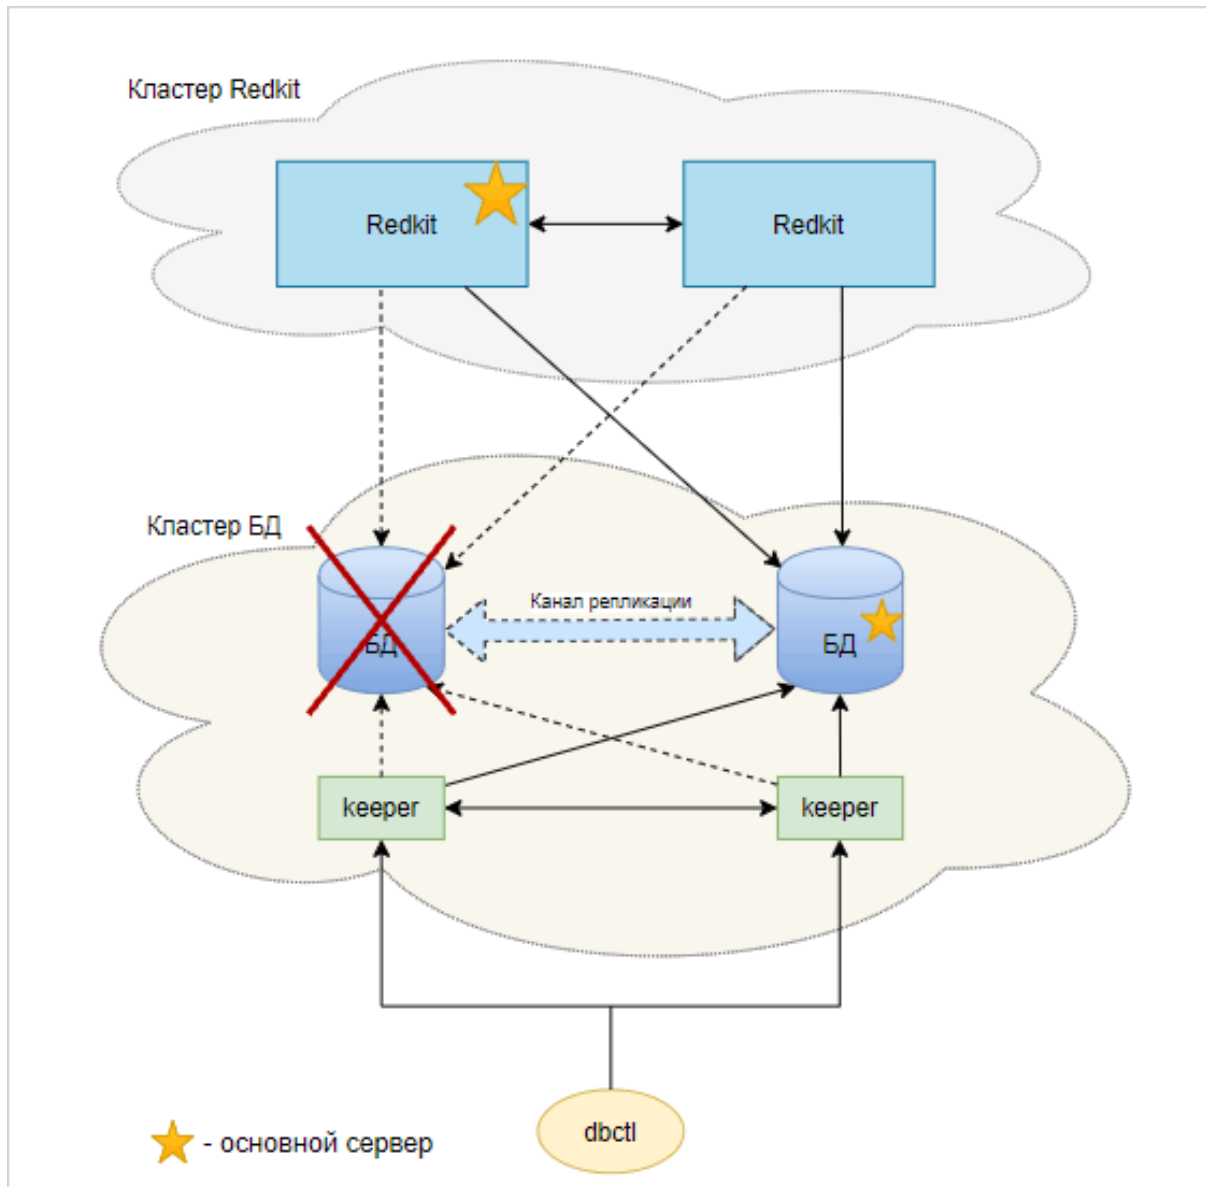 Кластер Redkit
Redkit
Redkit
Кластер БД
Канал репликации
БД
БД
keeper
keeper
dbctl
- основной сервер